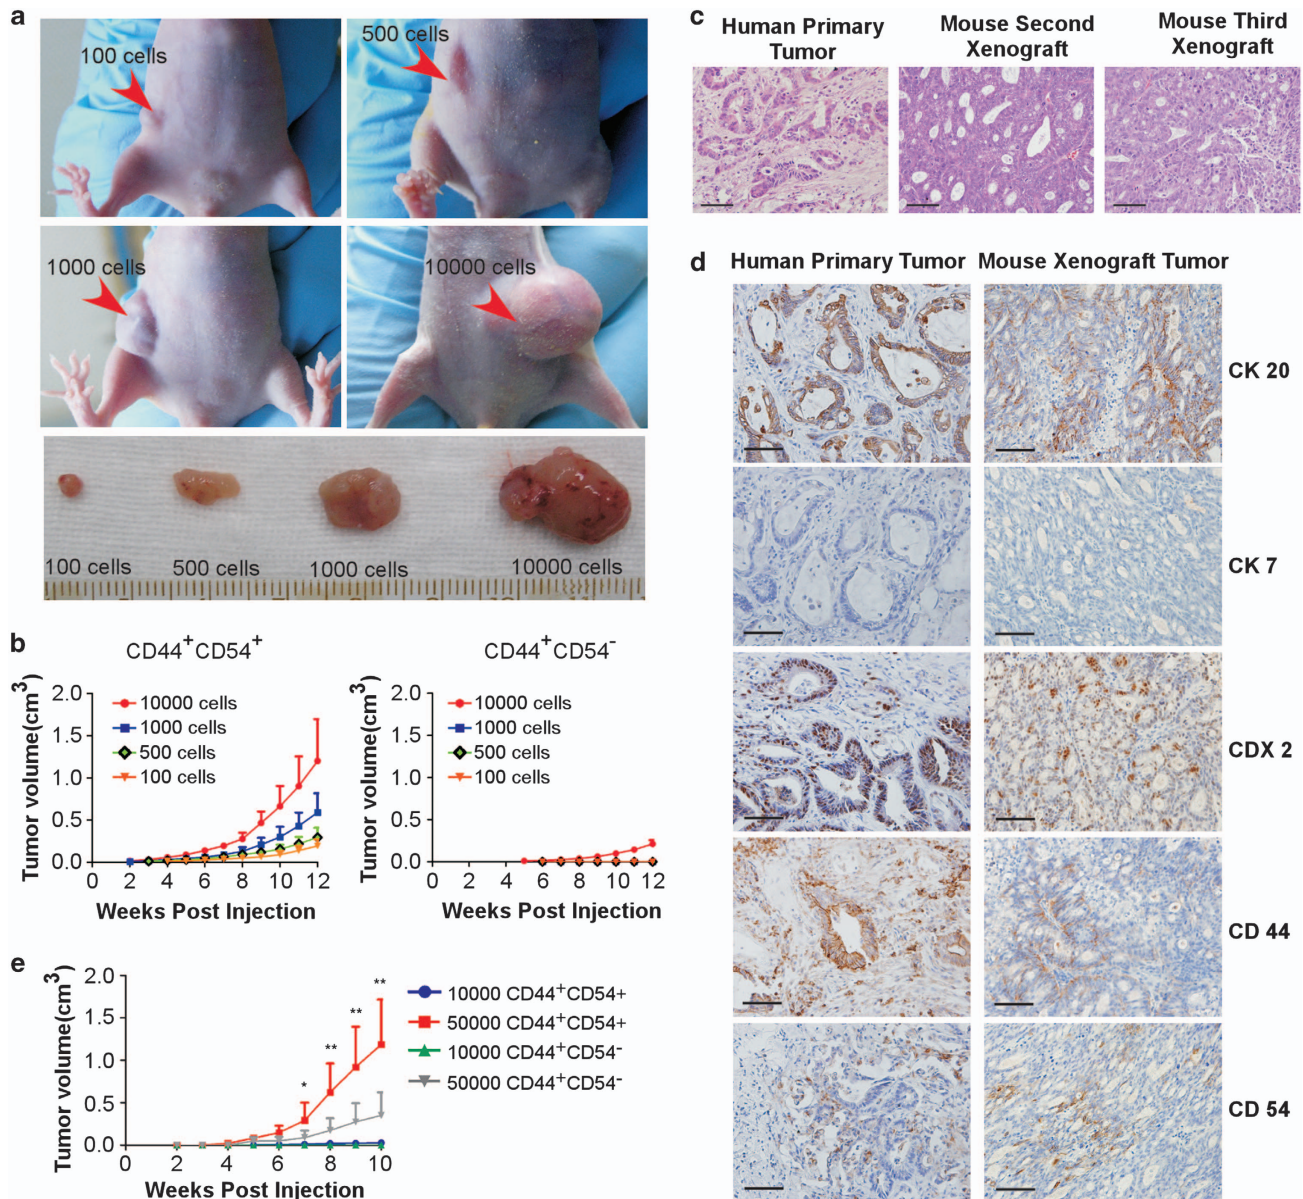 a
100 cells
500 cells
1000 cells
10000 cells
100 cells
500 cells
1000 cells
10000 cells
b
CD44+CD54+
Tumor volume(cm3)
2.0
1.5
1.0
0.5
0.0
10000 cells
1000 cells
500 cells
100 cells
0 2 4 6 8 10 12
Weeks Post Injection
CD44+CD54-
Tumor volume(cm3)
2.0
1.5
1.0
0.5
0.0
10000 cells
1000 cells
500 cells
100 cells
0 2 4 6 8 10 12
Weeks Post Injection
c
Human Primary
Tumor
Mouse Second
Xenograft
Mouse Third
Xenograft
d
Human Primary Tumor
Mouse Xenograft Tumor
CK 20
CK 7
CDX 2
CD 44
CD 54
e
Tumor volume(cm3)
2.0
1.5
1.0
0.5
0.0
* ** ** **
10000 CD44+CD54+
50000 CD44+CD54+
10000 CD44+CD54-
50000 CD44+CD54-
0 2 4 6 8 10
Weeks Post Injection